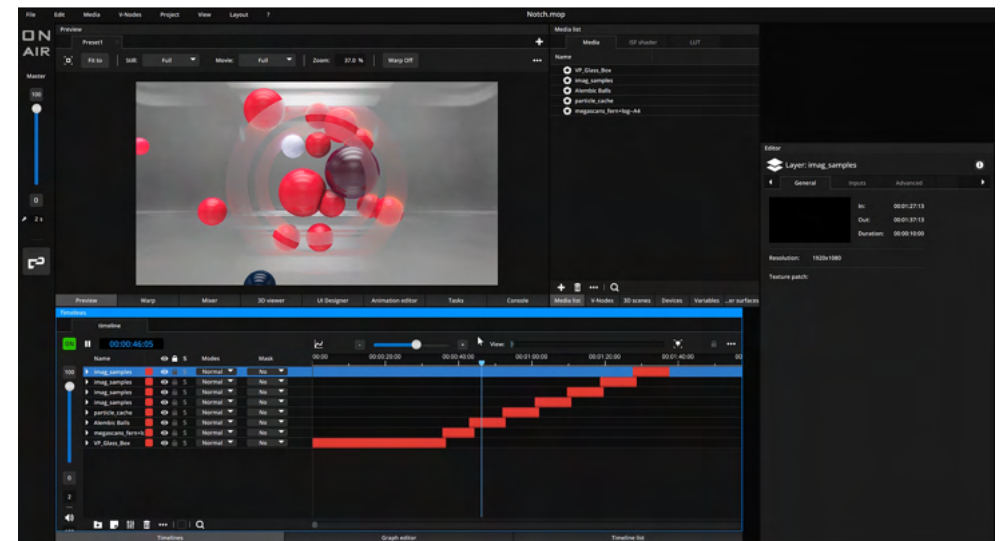 File Edit Media V-Nodes Project View Layout ? Notch.mop
ON
AIR
Master
100
0
2 s
Preview
Preset1
Fit to Still: Full Movie: Full Zoom: 37.0 % Warp Off
Media list
Media ISF shader LUT
Name
VP_Glass_Box
imag_samples
Alembic Balls
particle_cache
megascans_fern+log-A4
Preview Warp Mixer 3D viewer UI Designer Animation editor Tasks Console
Media list V-Nodes 3D scenes Devices Variables ...er surfaces
Editor
Layer: imag_samples
General Inputs Advanced
In: 00:01:27:13
Out: 00:01:37:13
Duration: 00:00:10:00
Resolution: 1920x1080
Texture patch:
Timelines
timeline
ON 00:00:46:05 View:
Name S Modes Mask 00:00 00:00:20:00 00:00:40:00 00:01:00:00 00:01:20:00 00:01:40:00 00
100 imag_samples S Normal No
imag_samples S Normal No
imag_samples S Normal No
imag_samples S Normal No
particle_cache S Normal No
Alembic Balls S Normal No
megascans_fern+lo S Normal No
VP_Glass_Box S Normal No
0
2
Timelines Graph editor Timeline list